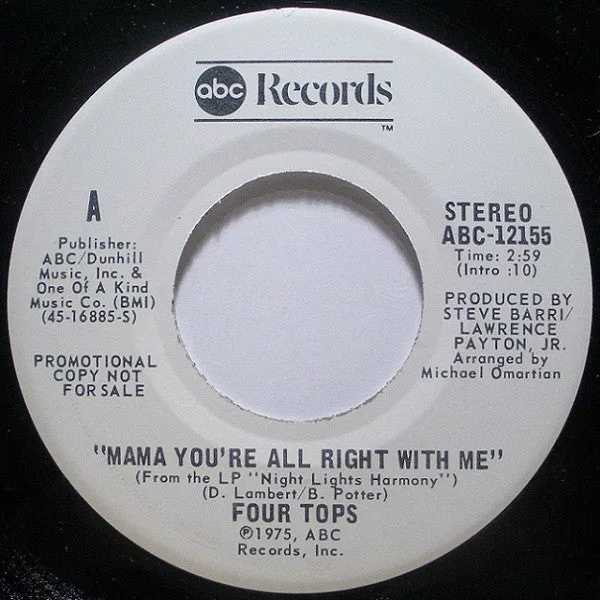 abc Records
TM
A
Publisher:
ABC/Dunhill
Music, Inc. &
One Of A Kind
Music Co. (BMI)
(45-16885-S)
PROMOTIONAL
COPY NOT
FOR SALE
STEREO
ABC-12155
Time: 2:59
(Intro :10)
PRODUCED BY
STEVE BARRI/
LAWRENCE
PAYTON, JR.
Arranged by
Michael Omartian
"MAMA YOU'RE ALL RIGHT WITH ME"
(From the LP "Night Lights Harmony")
(D. Lambert/B. Potter)
FOUR TOPS
℗1975, ABC
Records, Inc.